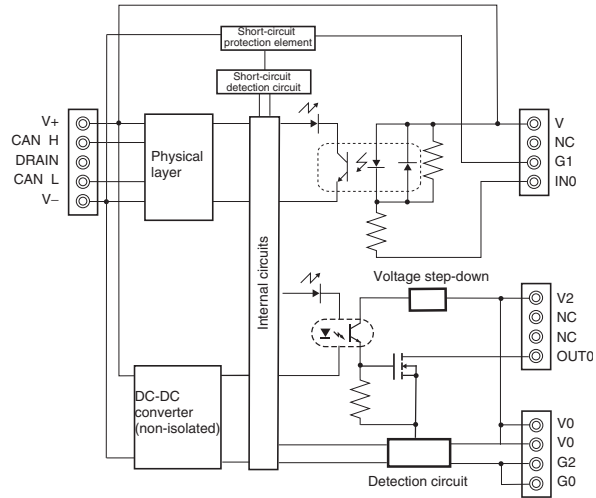 Short-circuit
protection element
Short-circuit
detection circuit
V+
CAN H
DRAIN
CAN L
V−
Physical
layer
Internal circuits
V
NC
G1
IN0
Voltage step-down
V2
NC
NC
OUT0
DC-DC
converter
(non-isolated)
V0
V0
G2
G0
Detection circuit